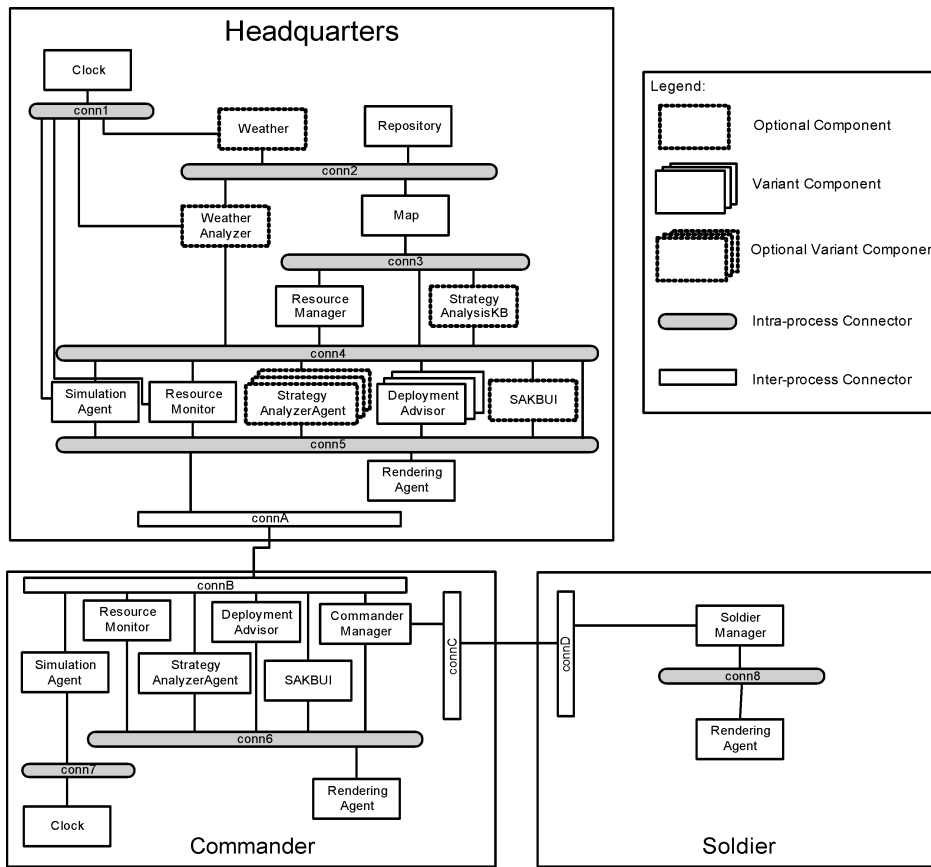 Headquarters
Clock
conn1
Weather
Repository
conn2
Weather
Analyzer
Map
conn3
Resource
Manager
Strategy
AnalysisKB
conn4
Simulation
Agent
Resource
Monitor
Strategy
AnalyzerAgent
Deployment
Advisor
SAKBUI
conn5
Rendering
Agent
connA
Legend:
Optional Component
Variant Component
Optional Variant Component
Intra-process Connector
Inter-process Connector
connB
Resource
Monitor
Deployment
Advisor
Commander
Manager
Simulation
Agent
Strategy
AnalyzerAgent
SAKBUI
connC
conn6
conn7
Rendering
Agent
Clock
Commander
connD
Soldier
Manager
conn8
Rendering
Agent
Soldier